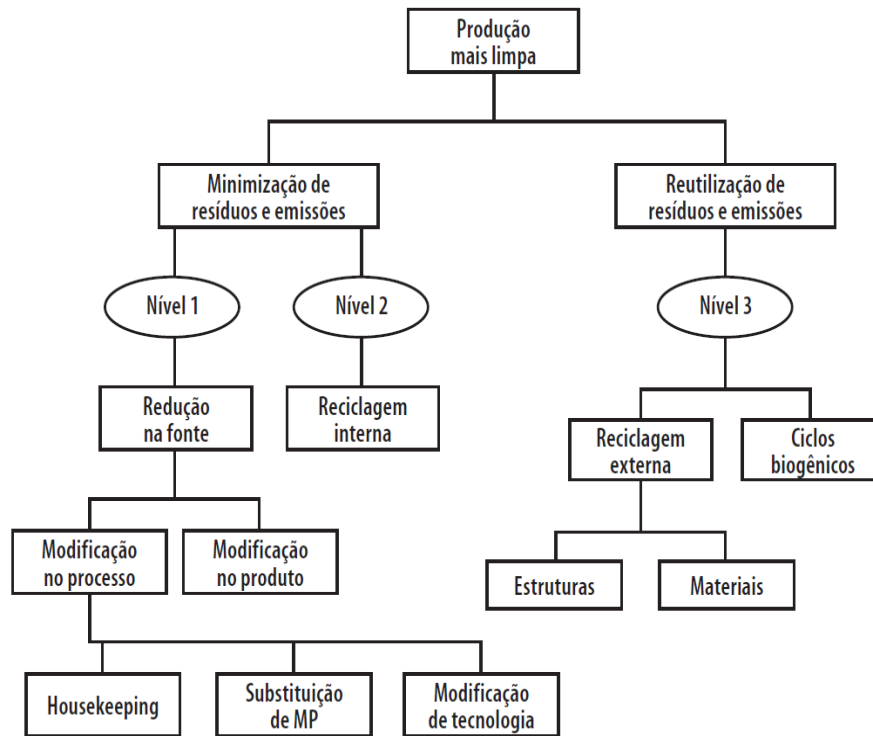 Produção
mais limpa
Minimização de
resíduos e emissões
Reutilização de
resíduos e emissões
Nível 1
Nível 2
Nível 3
Redução
na fonte
Reciclagem
interna
Reciclagem
externa
Ciclos
biogênicos
Modificação
no processo
Modificação
no produto
Estruturas
Materiais
Housekeeping
Substituição
de MP
Modificação
de tecnologia